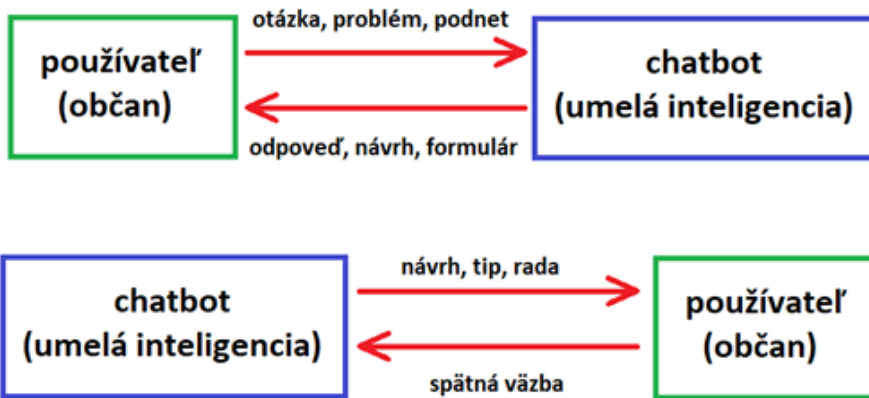 otázka, problém, podnet
používateľ
(občan)
chatbot
(umelá inteligencia)
odpoveď, návrh, formulár
návrh, tip, rada
chatbot
(umelá inteligencia)
používateľ
(občan)
spätná väzba